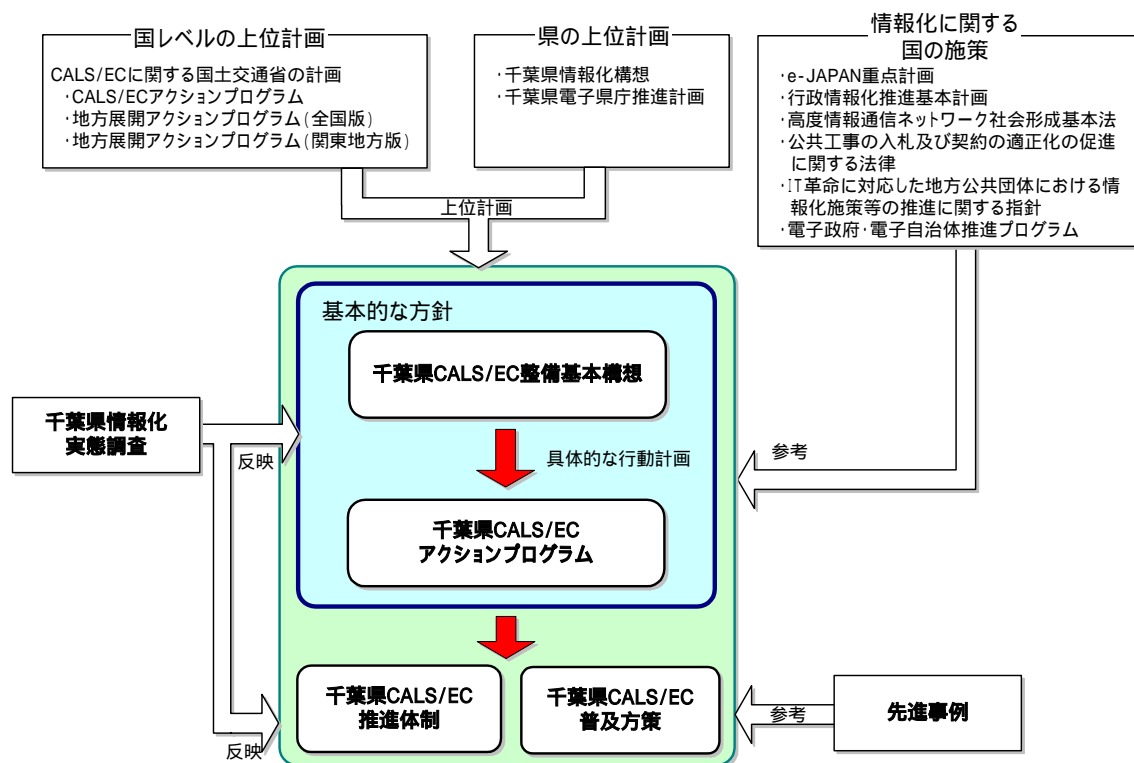 国レベルの上位計画
CALS/ECに関する国土交通省の計画
・CALS/ECアクションプログラム
・地方展開アクションプログラム(全国版)
・地方展開アクションプログラム(関東地方版)
県の上位計画
・千葉県情報化構想
・千葉県電子県庁推進計画
情報化に関する
国の施策
・e-JAPAN重点計画
・行政情報化推進基本計画
・高度情報通信ネットワーク社会形成基本法
・公共工事の入札及び契約の適正化の促進
に関する法律
・IT革命に対応した地方公共団体における情
報化施策等の推進に関する指針
・電子政府・電子自治体推進プログラム
上位計画
基本的な方針
千葉県CALS/EC整備基本構想
千葉県情報化
実態調査
反映
具体的な行動計画
参考
千葉県CALS/EC
アクションプログラム
千葉県CALS/EC
推進体制
千葉県CALS/EC
普及方策
参考
先進事例
反映